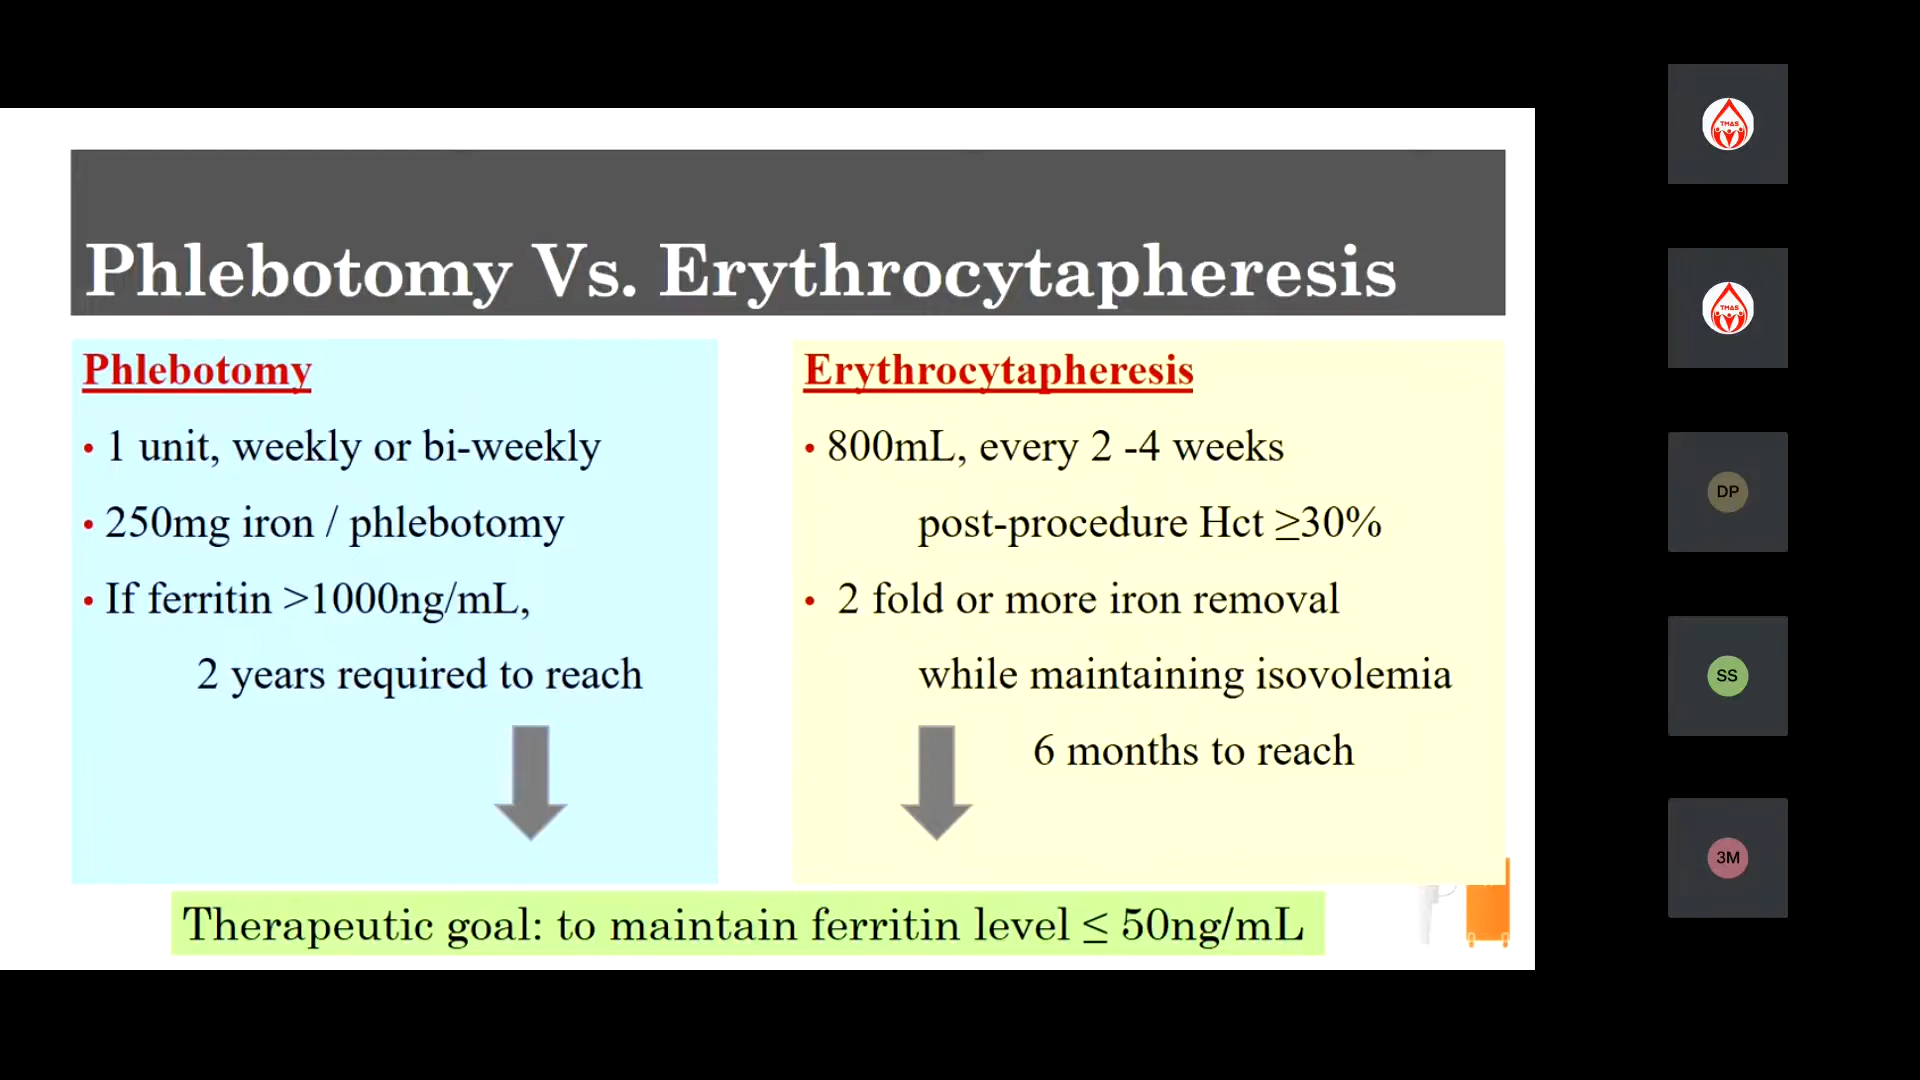 Phlebotomy Vs. Erythrocytapheresis
Phlebotomy
• 1 unit, weekly or bi-weekly
• 250mg iron / phlebotomy
• If ferritin >1000ng/mL,
2 years required to reach
Erythrocytapheresis
• 800mL, every 2 -4 weeks
post-procedure Hct ≥30%
• 2 fold or more iron removal
while maintaining isovolemia
6 months to reach
Therapeutic goal: to maintain ferritin level ≤ 50ng/mL
TMAS
TMAS
DP
SS
3M